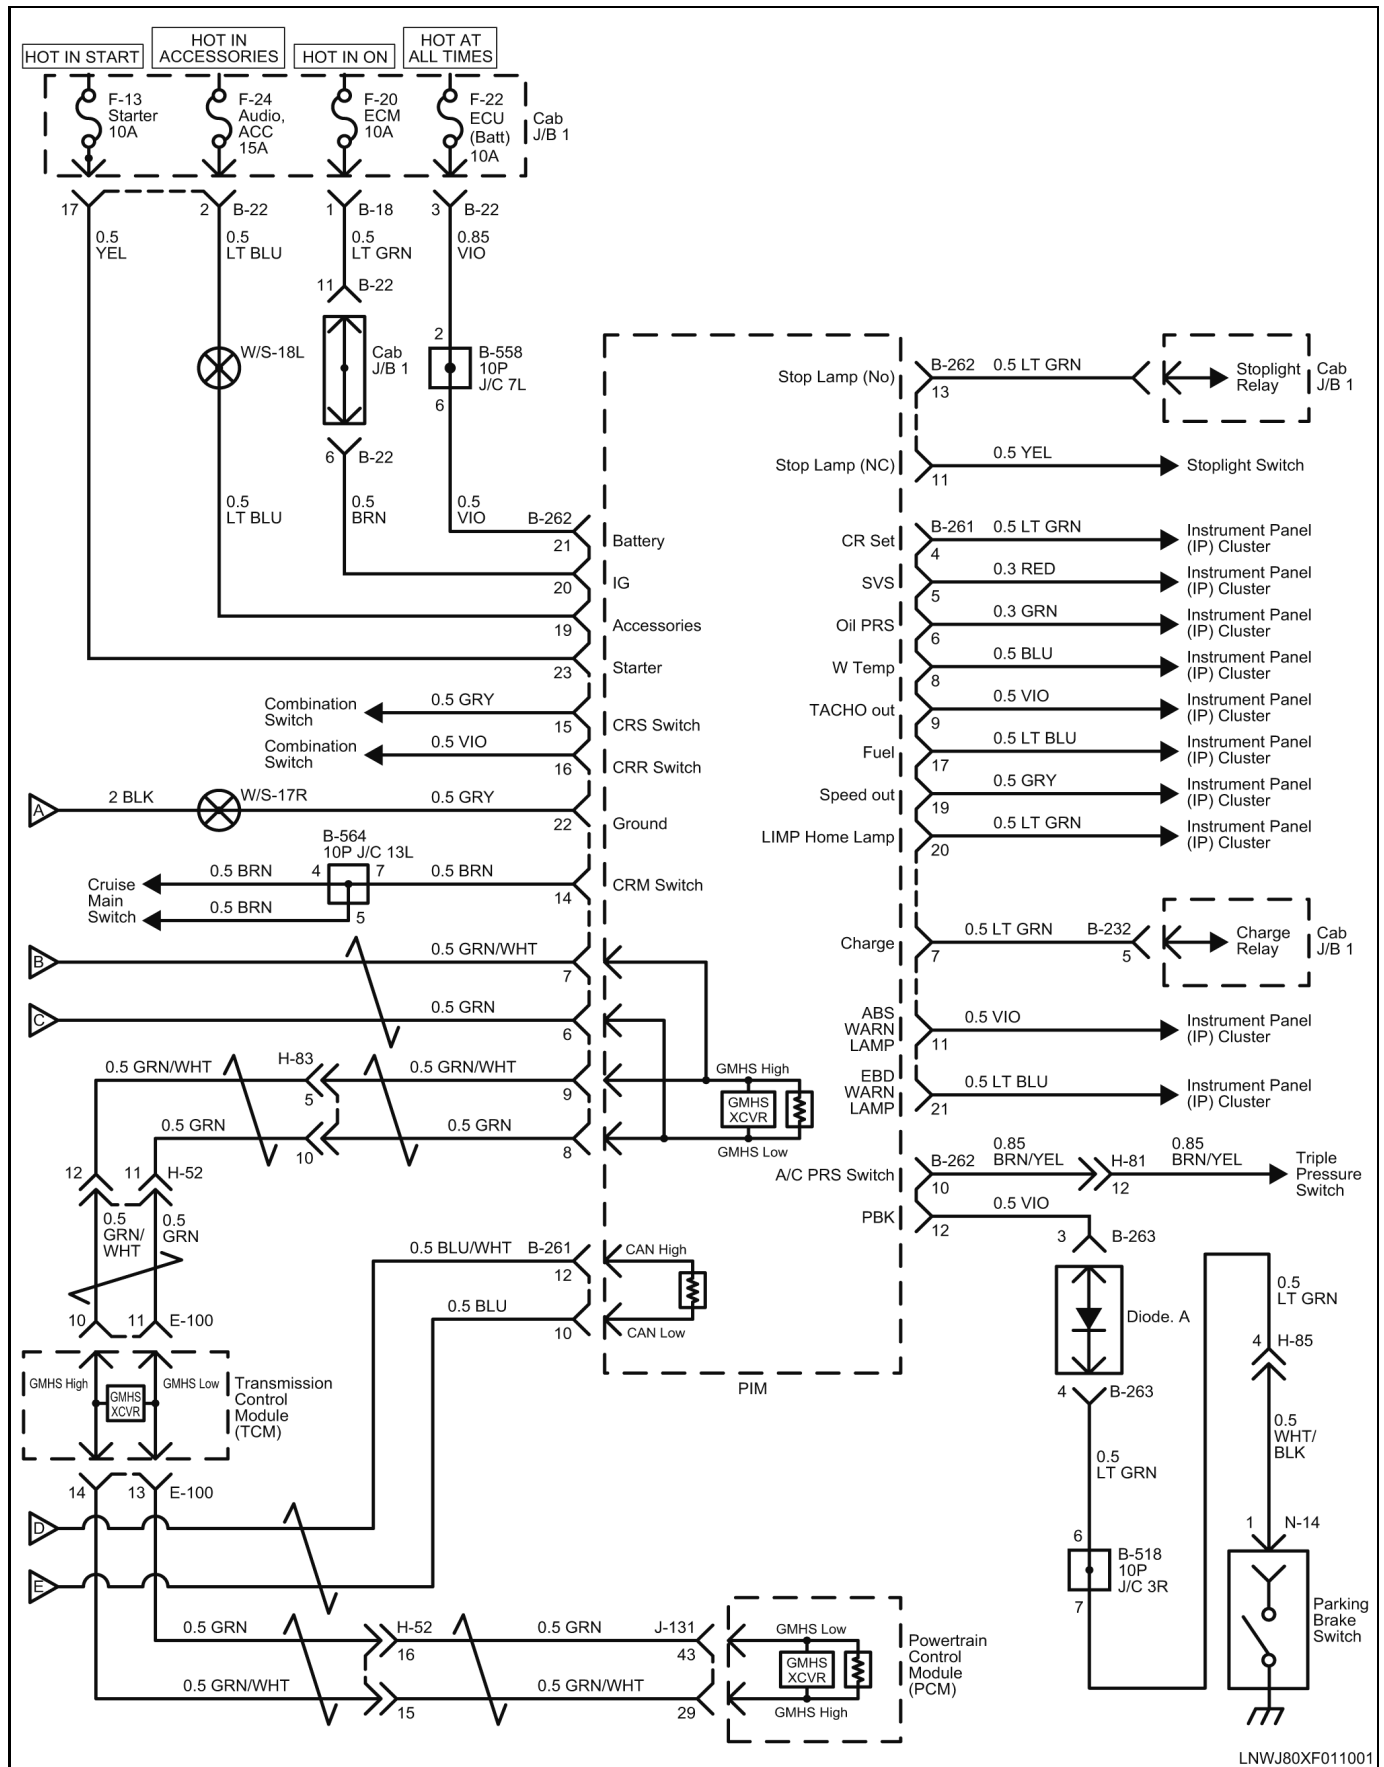 HOT IN START
HOT IN
ACCESSORIES
HOT IN ON
HOT AT
ALL TIMES
F-13
Starter
10A
F-24
Audio,
ACC
15A
F-20
ECM
10A
F-22
ECU
(Batt)
10A
Cab
J/B 1
17
2
B-22
1
B-18
3
B-22
0.5
YEL
0.5
LT BLU
0.5
LT GRN
0.85
VIO
11
B-22
W/S-18L
Cab
J/B 1
2
B-558
10P
J/C 7L
6
6
B-22
0.5
LT BLU
0.5
BRN
0.5
VIO
B-262
21
Battery
20
IG
19
Accessories
23
Starter
Combination
Switch
0.5 GRY
15
CRS Switch
Combination
Switch
0.5 VIO
16
CRR Switch
A
2 BLK
W/S-17R
0.5 GRY
22
Ground
B-564
10P J/C 13L
Cruise
Main
Switch
0.5 BRN
4
7
0.5 BRN
14
CRM Switch
0.5 BRN
5
B
0.5 GRN/WHT
7
C
0.5 GRN
6
0.5 GRN/WHT
H-83
5
0.5 GRN/WHT
9
GMHS High
GMHS
XCVR
0.5 GRN
10
0.5 GRN
8
GMHS Low
12
11
H-52
0.5
GRN/
WHT
0.5
GRN
10
11
E-100
0.5 BLU/WHT
B-261
12
CAN High
0.5 BLU
10
CAN Low
PIM
GMHS High
GMHS
XCVR
GMHS Low
Transmission
Control
Module
(TCM)
14
13
E-100
D
E
0.5 GRN
H-52
16
0.5 GRN
J-131
43
GMHS Low
GMHS
XCVR
0.5 GRN/WHT
15
0.5 GRN/WHT
29
GMHS High
Powertrain
Control
Module
(PCM)
Stop Lamp (No)
B-262
13
0.5 LT GRN
Stoplight
Relay
Cab
J/B 1
Stop Lamp (NC)
11
0.5 YEL
Stoplight Switch
CR Set
B-261
4
0.5 LT GRN
Instrument Panel
(IP) Cluster
SVS
5
0.3 RED
Instrument Panel
(IP) Cluster
Oil PRS
6
0.3 GRN
Instrument Panel
(IP) Cluster
W Temp
8
0.5 BLU
Instrument Panel
(IP) Cluster
TACHO out
9
0.5 VIO
Instrument Panel
(IP) Cluster
Fuel
17
0.5 LT BLU
Instrument Panel
(IP) Cluster
Speed out
19
0.5 GRY
Instrument Panel
(IP) Cluster
LIMP Home Lamp
20
0.5 LT GRN
Instrument Panel
(IP) Cluster
Charge
7
0.5 LT GRN
B-232
5
Charge
Relay
Cab
J/B 1
ABS
WARN
LAMP
11
0.5 VIO
Instrument Panel
(IP) Cluster
EBD
WARN
LAMP
21
0.5 LT BLU
Instrument Panel
(IP) Cluster
A/C PRS Switch
B-262
10
0.85
BRN/YEL
H-81
12
0.85
BRN/YEL
Triple
Pressure
Switch
PBK
12
0.5 VIO
3
B-263
Diode. A
4
B-263
0.5
LT GRN
6
B-518
10P
J/C 3R
7
0.5
LT GRN
4
H-85
0.5
WHT/
BLK
1
N-14
Parking
Brake
Switch
LNWJ80XF011001